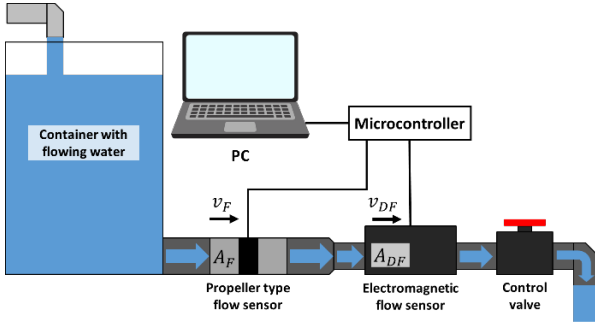 Container with
flowing water
PC
Microcontroller
v_F
v_DF
A_F
A_DF
Propeller type
flow sensor
Electromagnetic
flow sensor
Control
valve